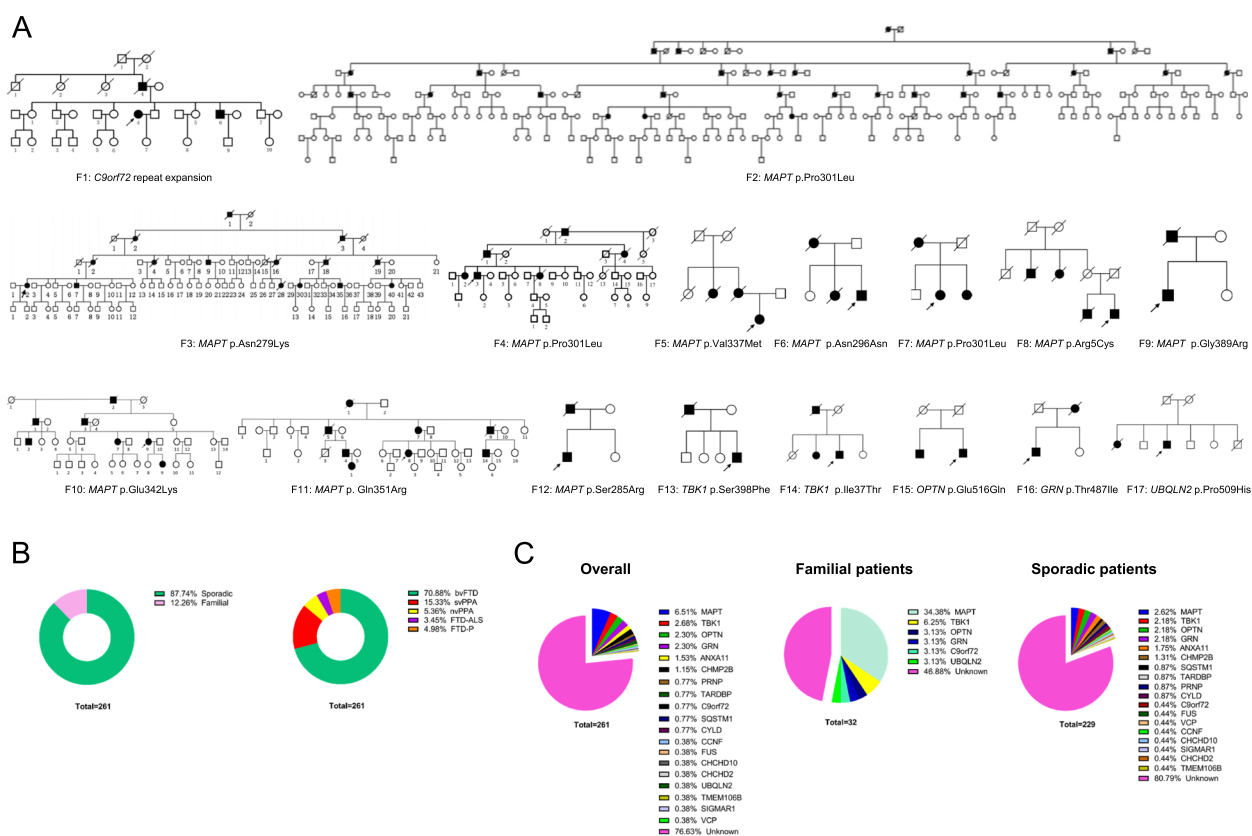 A
F1: C9orf72 repeat expansion
F2: MAPT p.Pro301Leu
F3: MAPT p.Asn279Lys
F4: MAPT p.Pro301Leu
F5: MAPT p.Val337Met
F6: MAPT p.Asn296Asn
F7: MAPT p.Pro301Leu
F8: MAPT p.Arg5Cys
F9: MAPT p.Gly389Arg
F10: MAPT p.Glu342Lys
F11: MAPT p. Gln351Arg
F12: MAPT p.Ser285Arg
F13: TBK1 p.Ser398Phe
F14: TBK1 p.Ile37Thr
F15: OPTN p.Glu516Gln
F16: GRN p.Thr487Ile
F17: UBQLN2 p.Pro509His
B
87.74% Sporadic
12.26% Familial
Total=261
70.88% bvFTD
15.33% svPPA
5.36% nvPPA
3.45% FTD-ALS
4.98% FTD-P
Total=261
C
Overall
6.51% MAPT
2.68% TBK1
2.30% OPTN
2.30% GRN
1.53% ANXA11
1.15% CHMP2B
0.77% PRNP
0.77% TARDBP
0.77% C9orf72
0.77% SQSTM1
0.77% CYLD
0.38% CCNF
0.38% FUS
0.38% CHCHD10
0.38% CHCHD2
0.38% UBQLN2
0.38% TMEM106B
0.38% SIGMAR1
0.38% VCP
76.63% Unknown
Total=261
Familial patients
34.38% MAPT
6.25% TBK1
3.13% OPTN
3.13% GRN
3.13% C9orf72
3.13% UBQLN2
46.88% Unknown
Total=32
Sporadic patients
2.62% MAPT
2.18% TBK1
2.18% OPTN
2.18% GRN
1.75% ANXA11
1.31% CHMP2B
0.87% SQSTM1
0.87% TARDBP
0.87% PRNP
0.87% CYLD
0.44% C9orf72
0.44% FUS
0.44% VCP
0.44% CCNF
0.44% CHCHD10
0.44% SIGMAR1
0.44% CHCHD2
0.44% TMEM106B
80.79% Unknown
Total=229